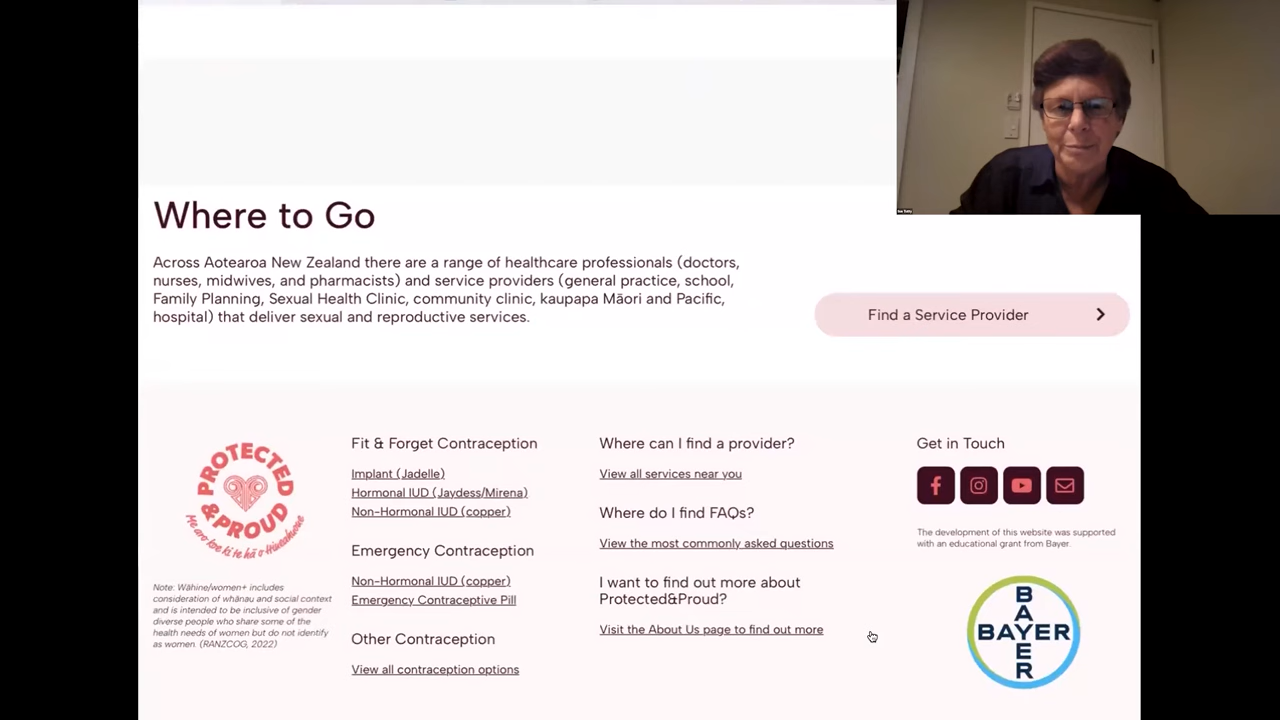 Where to Go
Across Aotearoa New Zealand there are a range of healthcare professionals (doctors,
nurses, midwives, and pharmacists) and service providers (general practice, school,
Family Planning, Sexual Health Clinic, community clinic, kaupapa Māori and Pacific,
hospital) that deliver sexual and reproductive services.
Find a Service Provider
PROTECTED
& PROUD
Me aro koe ki te hā o Hineahuone
Note: Wāhine/women+ includes
consideration of whānau and social context
and is intended to be inclusive of gender
diverse people who share some of the
health needs of women but do not identify
as women. (RANZCOG, 2022)
Fit & Forget Contraception
Implant (Jadelle)
Hormonal IUD (Jaydess/Mirena)
Non-Hormonal IUD (copper)
Emergency Contraception
Non-Hormonal IUD (copper)
Emergency Contraceptive Pill
Other Contraception
View all contraception options
Where can I find a provider?
View all services near you
Where do I find FAQs?
View the most commonly asked questions
I want to find out more about
Protected&Proud?
Visit the About Us page to find out more
Get in Touch
The development of this website was supported
with an educational grant from Bayer.
BAYER
BAYER